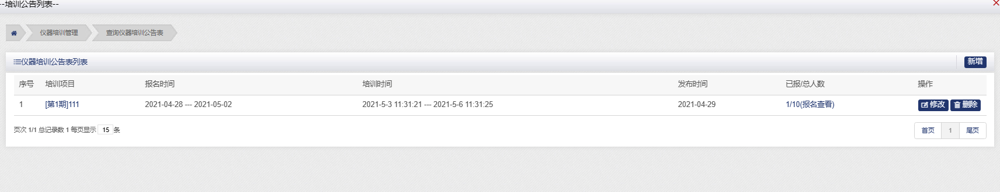 --培训公告列表--
仪器培训管理 查询仪器培训公告表
仪器培训公告表列表 新增
序号 培训项目 报名时间 培训时间 发布时间 已报/总人数 操作
1 [第1期]111 2021-04-28 --- 2021-05-02 2021-5-3 11:31:21 --- 2021-5-6 11:31:25 2021-04-29 1/10(报名查看) 修改 删除
页次 1/1 总记录数 1 每页显示 15 条 首页 1 尾页